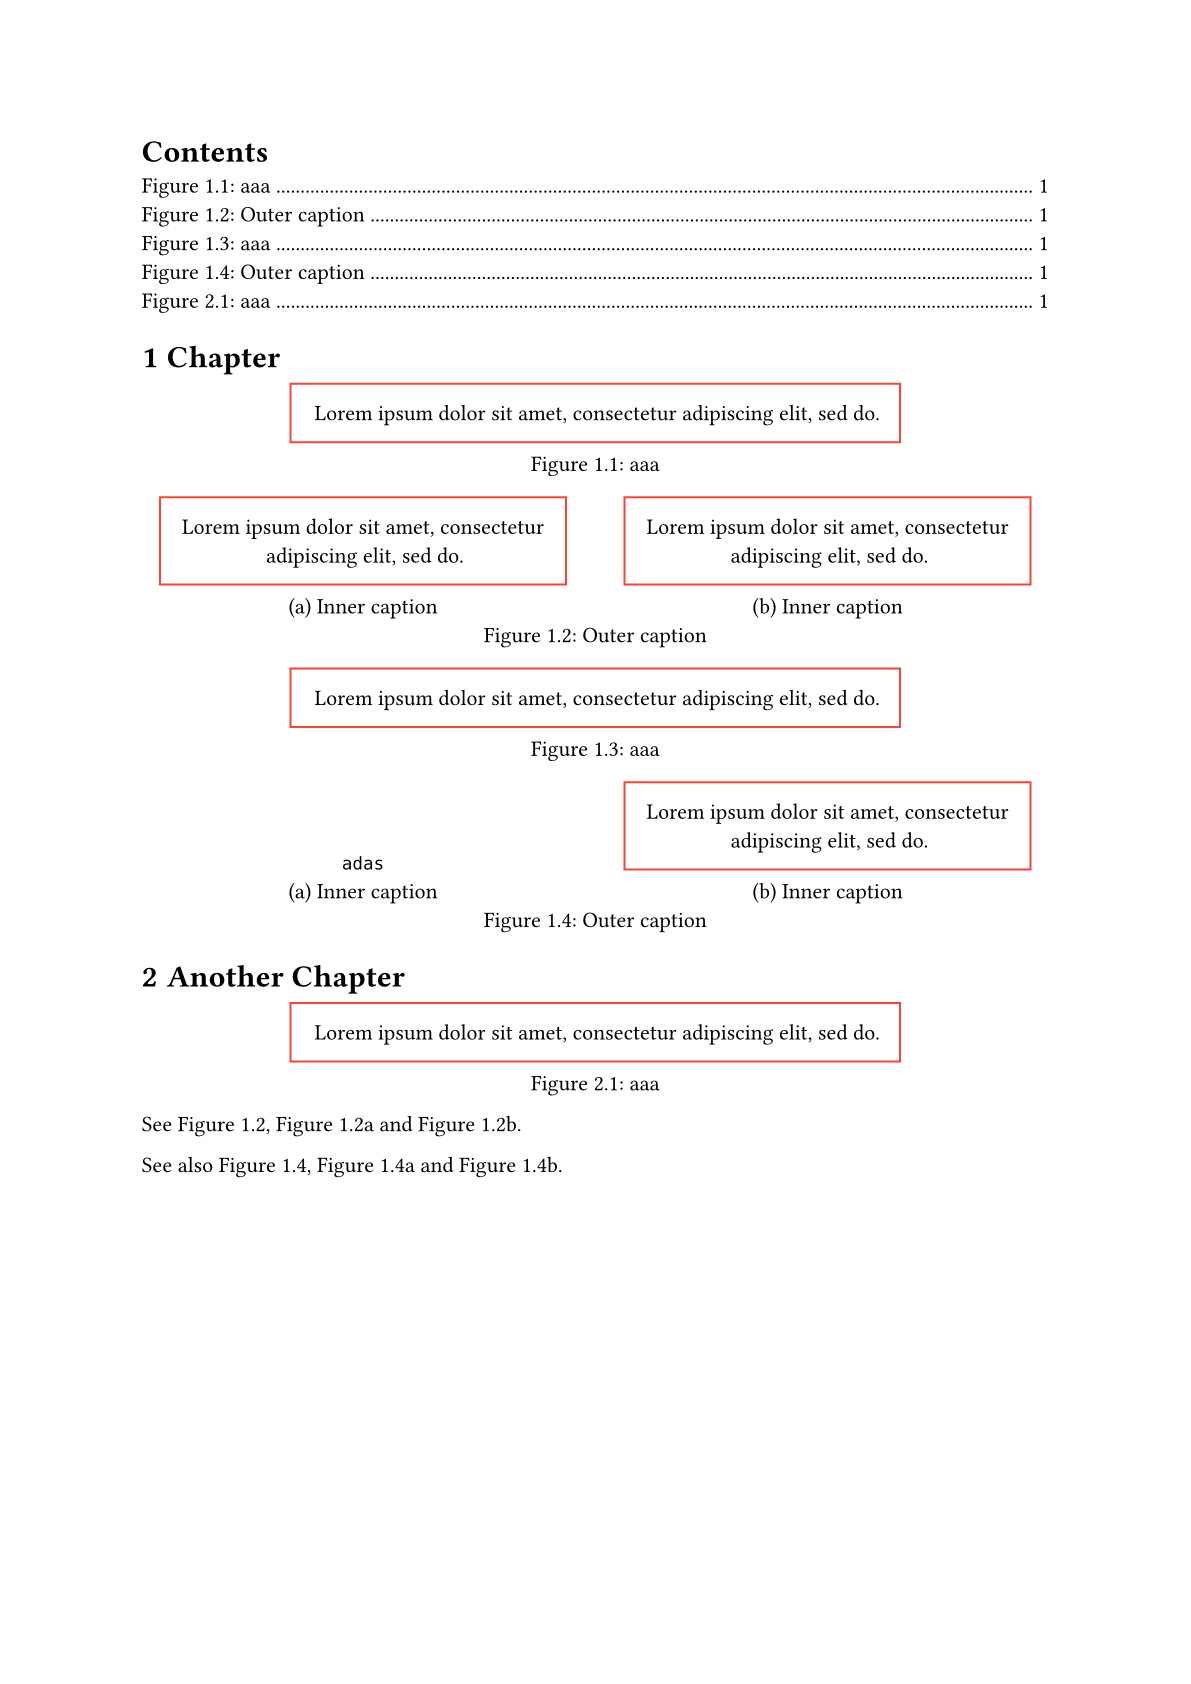 Contents
Figure 1.1: aaa ................................................................ 1
Figure 1.2: Outer caption ................................................................ 1
Figure 1.3: aaa ................................................................ 1
Figure 1.4: Outer caption ................................................................ 1
Figure 2.1: aaa ................................................................ 1
1 Chapter
Lorem ipsum dolor sit amet, consectetur adipiscing elit, sed do.
Figure 1.1: aaa
Lorem ipsum dolor sit amet, consectetur
adipiscing elit, sed do.
(a) Inner caption
Lorem ipsum dolor sit amet, consectetur
adipiscing elit, sed do.
(b) Inner caption
Figure 1.2: Outer caption
Lorem ipsum dolor sit amet, consectetur adipiscing elit, sed do.
Figure 1.3: aaa
adas
(a) Inner caption
Lorem ipsum dolor sit amet, consectetur
adipiscing elit, sed do.
(b) Inner caption
Figure 1.4: Outer caption
2 Another Chapter
Lorem ipsum dolor sit amet, consectetur adipiscing elit, sed do.
Figure 2.1: aaa
See Figure 1.2, Figure 1.2a and Figure 1.2b.
See also Figure 1.4, Figure 1.4a and Figure 1.4b.